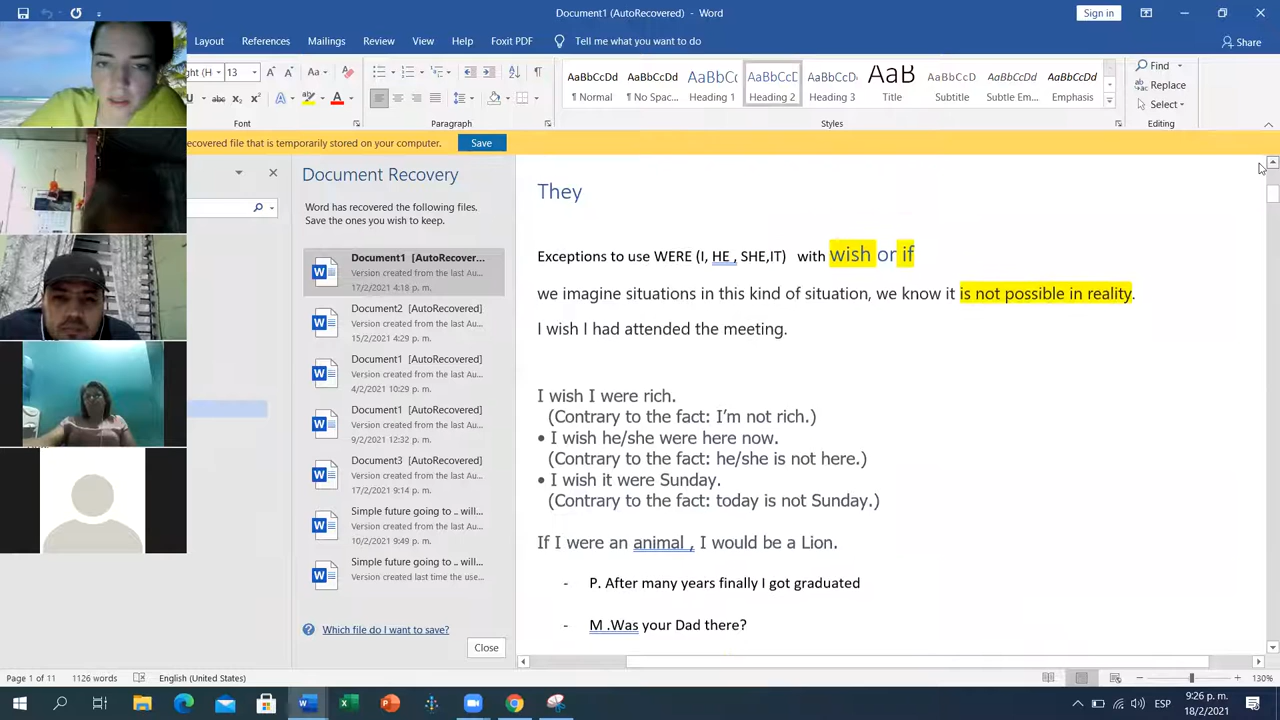 Document1 (AutoRecovered) - Word
Sign in
Layout References Mailings Review View Help Foxit PDF Tell me what you want to do
Share
13 Aa
AaBbCcDd AaBbCcDd AaBbC AaBbCcD AaBbCcD AaB AaBbCcD AaBbCcDd AaBbCcDd
¶ Normal ¶ No Spac... Heading 1 Heading 2 Heading 3 Title Subtitle Subtle Em... Emphasis
Find
Replace
Select
Font Paragraph Styles Editing
ecovered file that is temporarily stored on your computer.
Save
Document Recovery
Word has recovered the following files.
Save the ones you wish to keep.
Document1 [AutoRecover...
Version created from the last Au...
17/2/2021 4:18 p. m.
Document2 [AutoRecovered]
Version created from the last Au...
15/2/2021 4:29 p. m.
Document1 [AutoRecovered]
Version created from the last Au...
4/2/2021 10:29 p. m.
Document1 [AutoRecovered]
Version created from the last Au...
9/2/2021 12:32 p. m.
Document3 [AutoRecovered]
Version created from the last Au...
17/2/2021 9:14 p. m.
Simple future going to .. will...
Version created from the last Au...
10/2/2021 9:49 p. m.
Simple future going to .. will...
Version created last time the use...
Which file do I want to save?
Close
They
Exceptions to use WERE (I, HE , SHE,IT) with wish or if
we imagine situations in this kind of situation, we know it is not possible in reality.
I wish I had attended the meeting.
I wish I were rich.
(Contrary to the fact: I’m not rich.)
• I wish he/she were here now.
(Contrary to the fact: he/she is not here.)
• I wish it were Sunday.
(Contrary to the fact: today is not Sunday.)
If I were an animal , I would be a Lion.
- P. After many years finally I got graduated
- M .Was your Dad there?
Page 1 of 11 1126 words English (United States)
130%
ESP
9:26 p. m.
18/2/2021